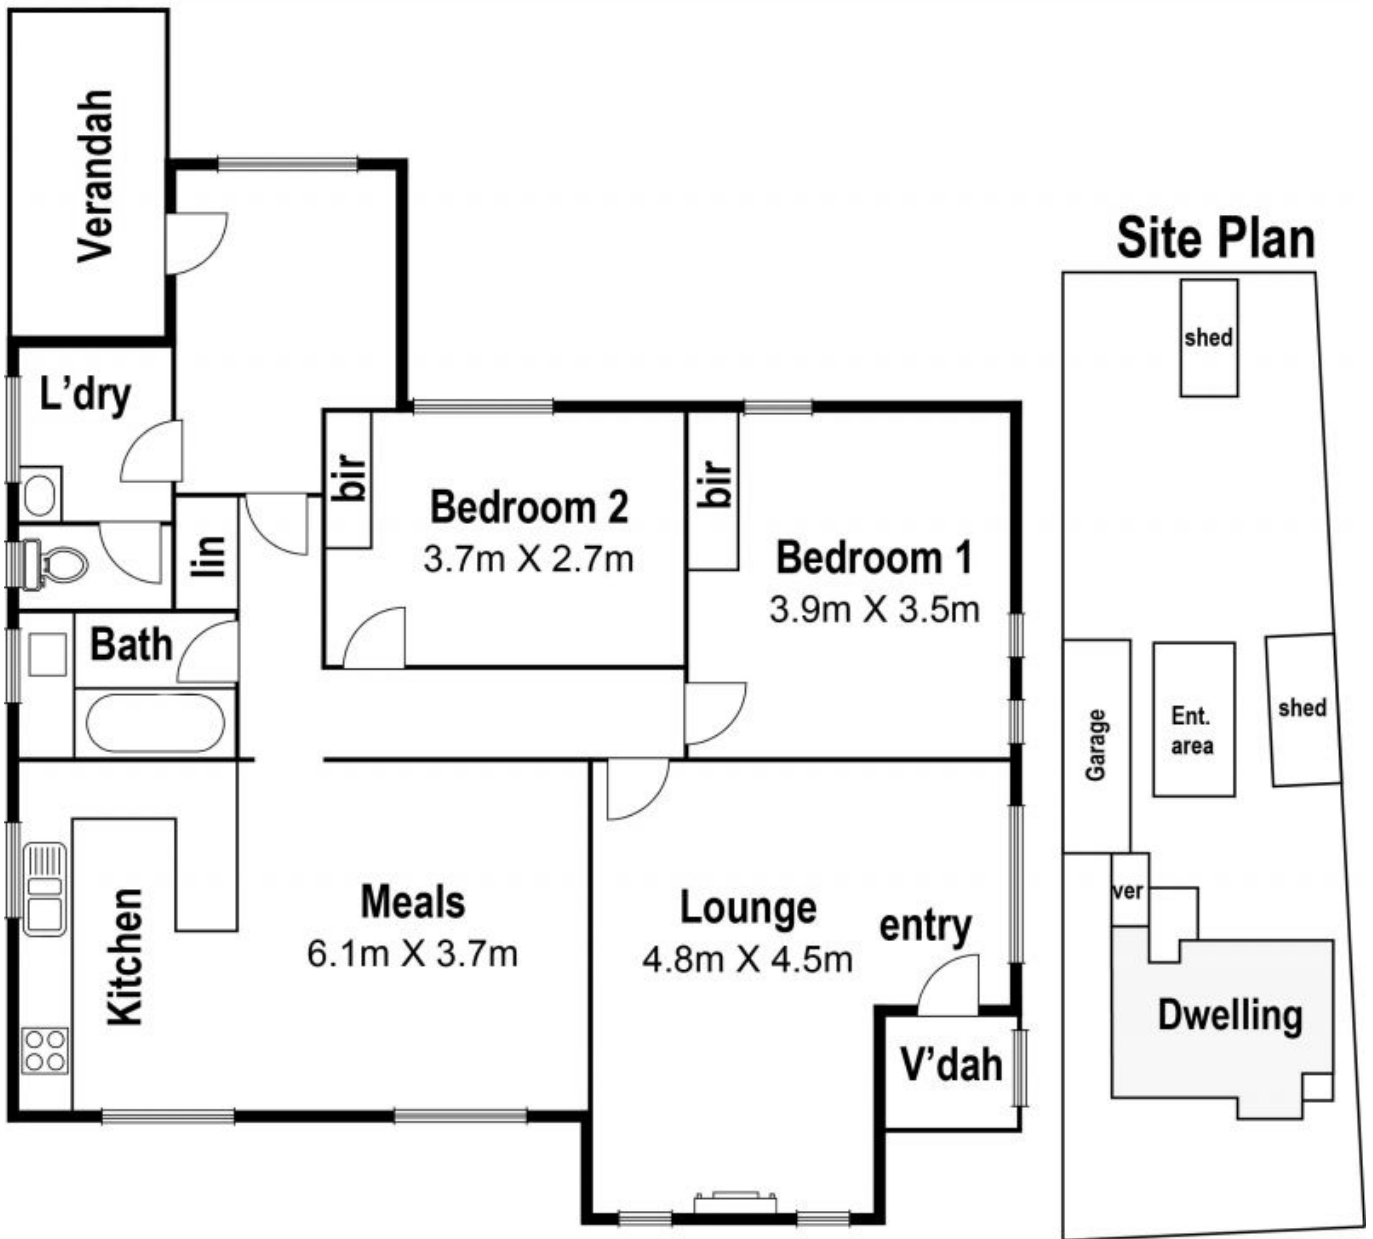 Verandah
L'dry
bir
Bedroom 2
3.7m X 2.7m
bir
Bedroom 1
3.9m X 3.5m
lin
Bath
Kitchen
Meals
6.1m X 3.7m
Lounge
4.8m X 4.5m
entry
V'dah
Site Plan
shed
Garage
Ent.
area
shed
ver
Dwelling